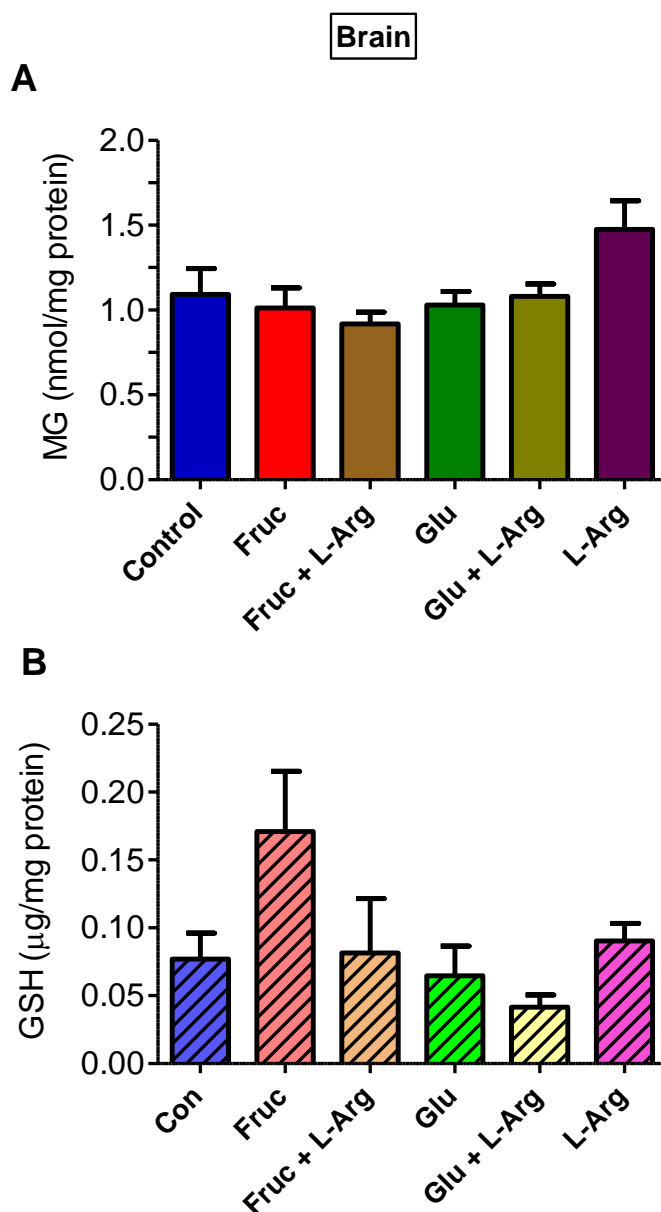 Brain
A
MG (nmol/mg protein)
2.0
1.5
1.0
0.5
0.0
Control
Fruc
Fruc + L-Arg
Glu
Glu + L-Arg
L-Arg
B
GSH (μg/mg protein)
0.25
0.20
0.15
0.10
0.05
0.00
Con
Fruc
Fruc + L-Arg
Glu
Glu + L-Arg
L-Arg